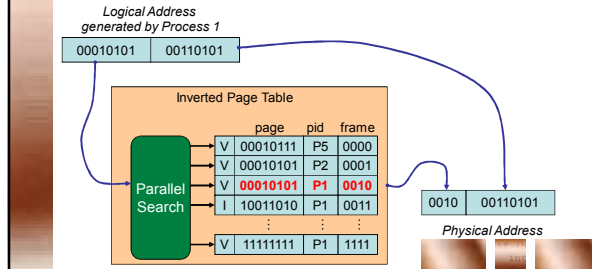 Logical Address
generated by Process 1
00010101 00110101
Inverted Page Table
page pid frame
V 00010111 P5 0000
V 00010101 P2 0001
V 00010101 P1 0010
I 10011010 P1 0011
⋮ ⋮ ⋮
V 11111111 P1 1111
Parallel
Search
0010 00110101
Physical Address